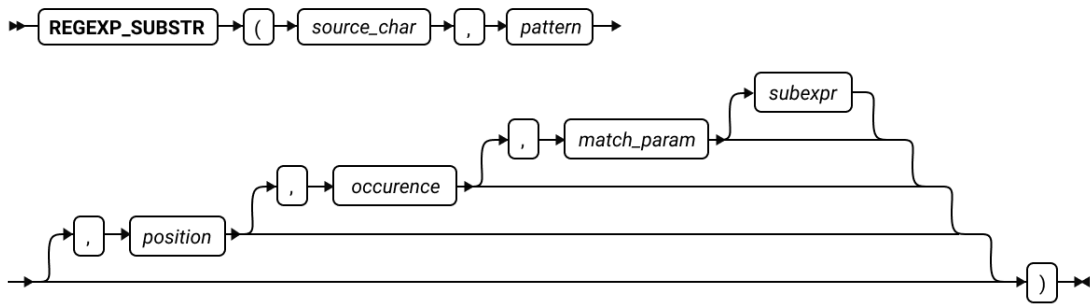 REGEXP_SUBSTR ( source_char , pattern
subexpr
, match_param
, occurence
, position
)